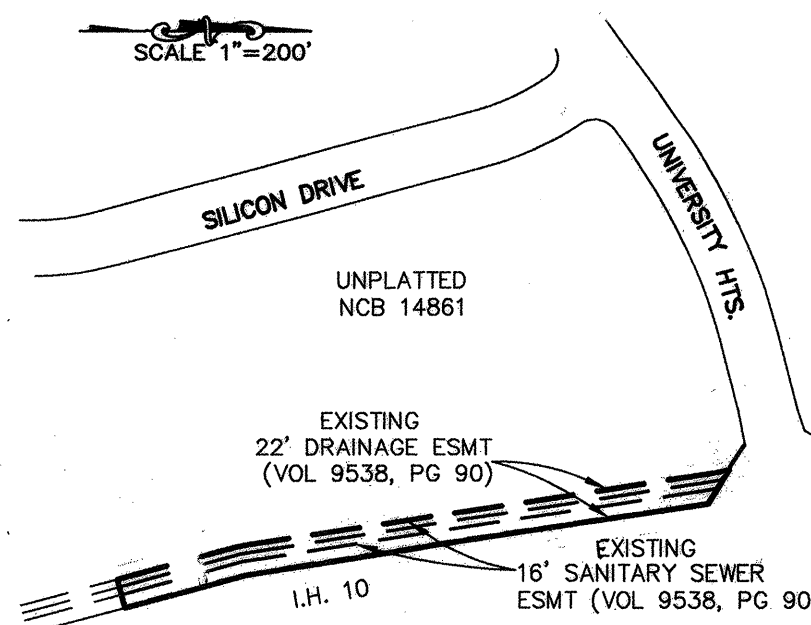 SCALE 1"=200'
SILICON DRIVE
UNIVERSITY HTS.
UNPLATTED
NCB 14861
EXISTING
22' DRAINAGE ESMT
(VOL 9538, PG 90)
EXISTING
16' SANITARY SEWER
ESMT (VOL 9538, PG 90
I.H. 10